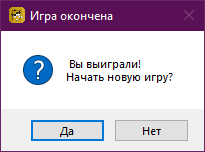 Игра окончена
Вы выиграли!
Начать новую игру?
Да
Нет